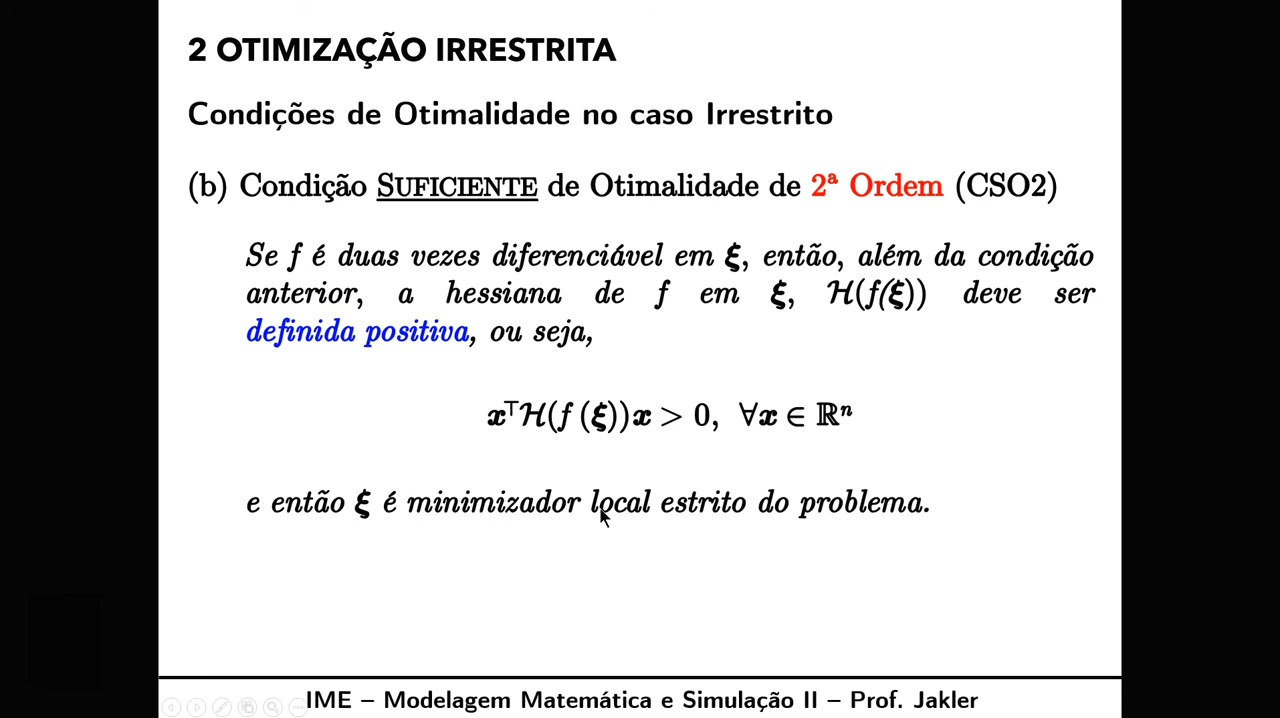 2 OTIMIZAÇÃO IRRESTRITA
Condições de Otimalidade no caso Irrestrito
(b) Condição SUFICIENTE de Otimalidade de 2ª Ordem (CSO2)
Se f é duas vezes diferenciável em ξ, então, além da condição
anterior, a hessiana de f em ξ, ℋ(f(ξ)) deve ser
definida positiva, ou seja,
x⊤ℋ(f (ξ))x > 0, ∀x ∈ ℝⁿ
e então ξ é minimizador local estrito do problema.
IME – Modelagem Matemática e Simulação II – Prof. Jakler